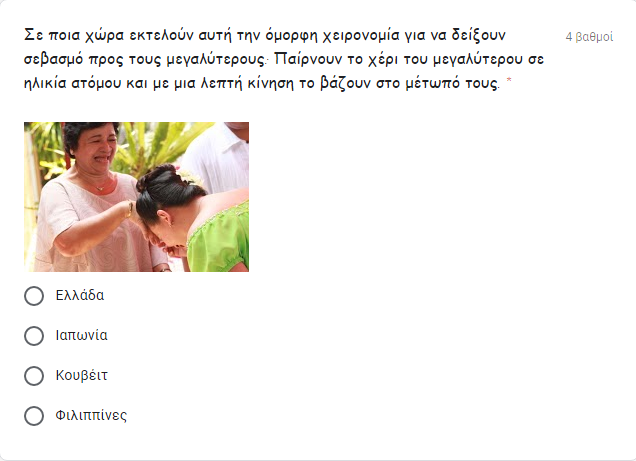 Σε ποια χώρα εκτελούν αυτή την όμορφη χειρονομία για να δείξουν
σεβασμό προς τους μεγαλύτερους. Παίρνουν το χέρι του μεγαλύτερου σε
ηλικία ατόμου και με μια λεπτή κίνηση το βάζουν στο μέτωπό τους. *
4 βαθμοί
Ελλάδα
Ιαπωνία
Κουβέιτ
Φιλιππίνες